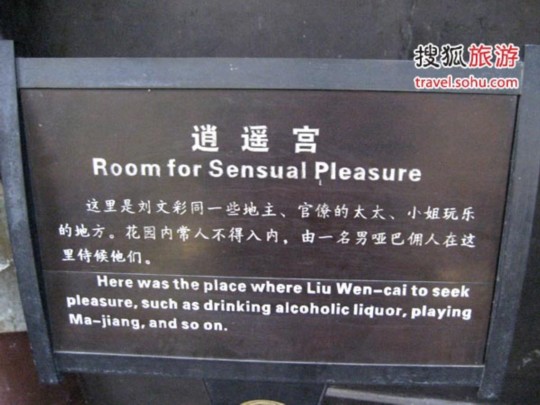 搜狐旅游
travel.sohu.com
逍遥宫
Room for Sensual Pleasure
这里是刘文彩同一些地主、官僚的太太、小姐玩乐
的地方。花园内常人不得入内，由一名男哑巴佣人在这
里侍候他们。
Here was the place where Liu Wen-cai to seek
pleasure, such as drinking alcoholic liquor, playing
Ma-jiang, and so on.